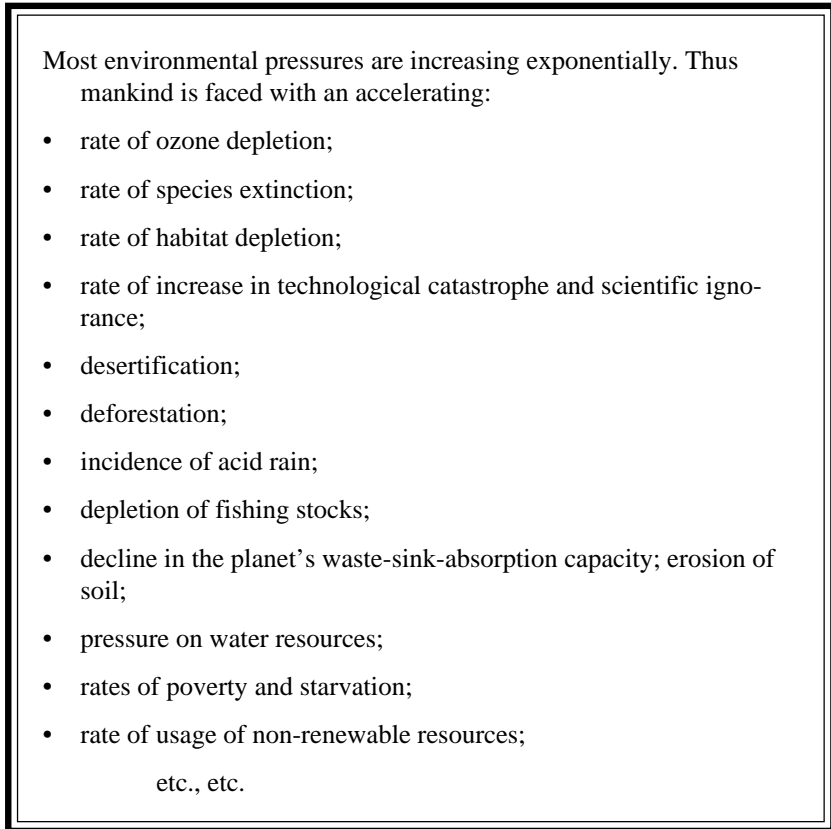 Most environmental pressures are increasing exponentially. Thus
mankind is faced with an accelerating:
• rate of ozone depletion;
• rate of species extinction;
• rate of habitat depletion;
• rate of increase in technological catastrophe and scientific igno-
rance;
• desertification;
• deforestation;
• incidence of acid rain;
• depletion of fishing stocks;
• decline in the planet’s waste-sink-absorption capacity; erosion of
soil;
• pressure on water resources;
• rates of poverty and starvation;
• rate of usage of non-renewable resources;
etc., etc.